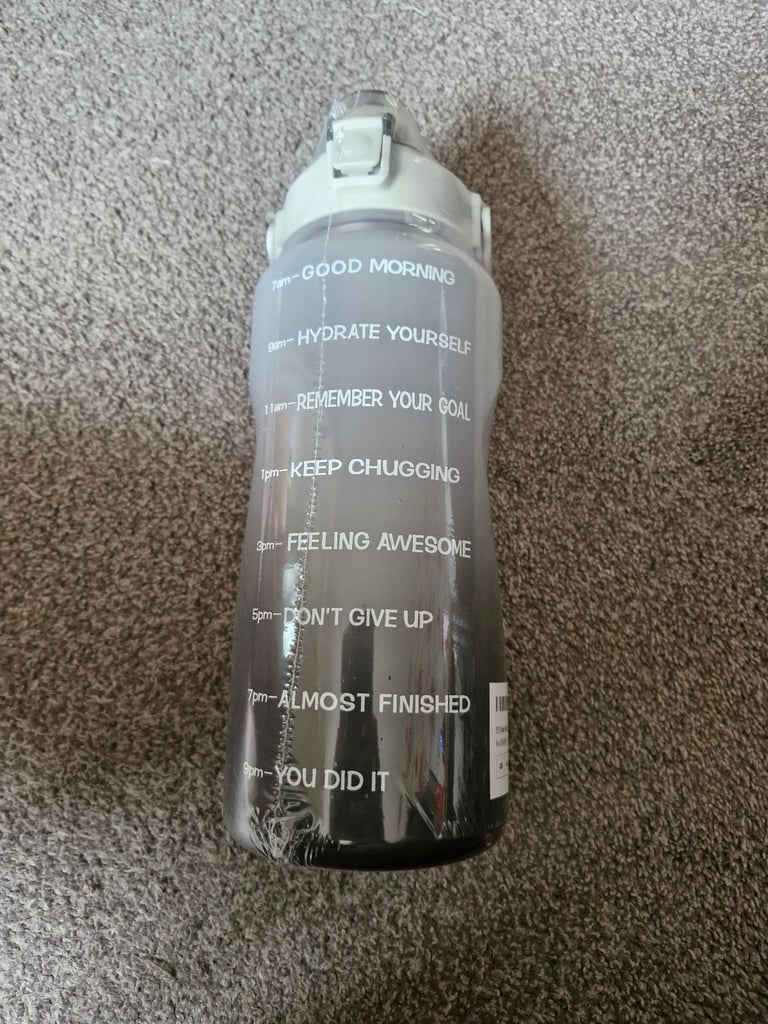 7am-GOOD MORNING
9am-HYDRATE YOURSELF
11am-REMEMBER YOUR GOAL
1pm-KEEP CHUGGING
3pm-FEELING AWESOME
5pm-DON'T GIVE UP
7pm-ALMOST FINISHED
9pm-YOU DID IT